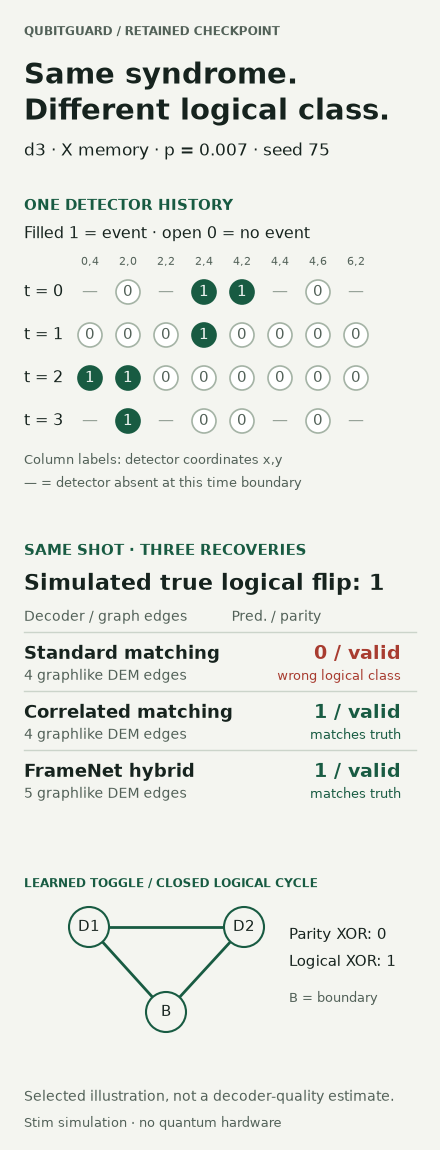 QUBITGUARD / RETAINED CHECKPOINT
Same syndrome.
Different logical class.
d3 · X memory · p = 0.007 · seed 75
ONE DETECTOR HISTORY
Filled 1 = event · open 0 = no event
0,4 2,0 2,2 2,4 4,2 4,4 4,6 6,2
t = 0 — 0 — 1 1 — 0 —
t = 1 0 0 0 1 0 0 0 0
t = 2 1 1 0 0 0 0 0 0
t = 3 — 1 — 0 0 — 0 —
Column labels: detector coordinates x,y
— = detector absent at this time boundary
SAME SHOT · THREE RECOVERIES
Simulated true logical flip: 1
Decoder / graph edges Pred. / parity
Standard matching 0 / valid
4 graphlike DEM edges wrong logical class
Correlated matching 1 / valid
4 graphlike DEM edges matches truth
FrameNet hybrid 1 / valid
5 graphlike DEM edges matches truth
LEARNED TOGGLE / CLOSED LOGICAL CYCLE
D1 D2 Parity XOR: 0
Logical XOR: 1
B = boundary
B
Selected illustration, not a decoder-quality estimate.
Stim simulation · no quantum hardware